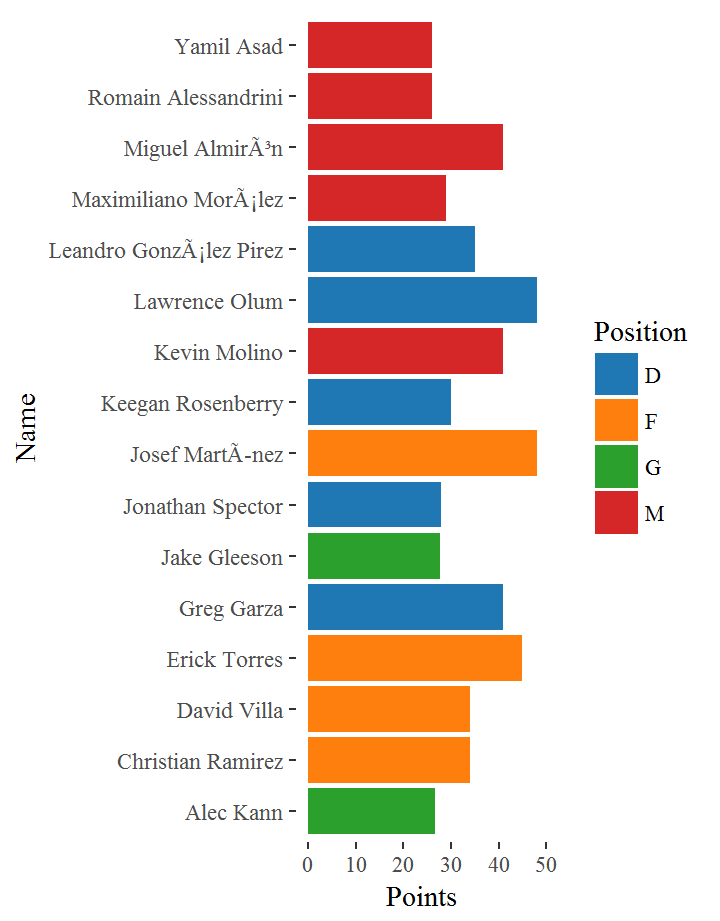 Yamil Asad
Romain Alessandrini
Miguel AlmirÃ³n
Maximiliano MorÃ¡lez
Leandro GonzÃ¡lez Pirez
Lawrence Olum
Kevin Molino
Keegan Rosenberry
Josef MartÃ-nez
Jonathan Spector
Jake Gleeson
Greg Garza
Erick Torres
David Villa
Christian Ramirez
Alec Kann
Name
0 10 20 30 40 50
Points
Position
D
F
G
M